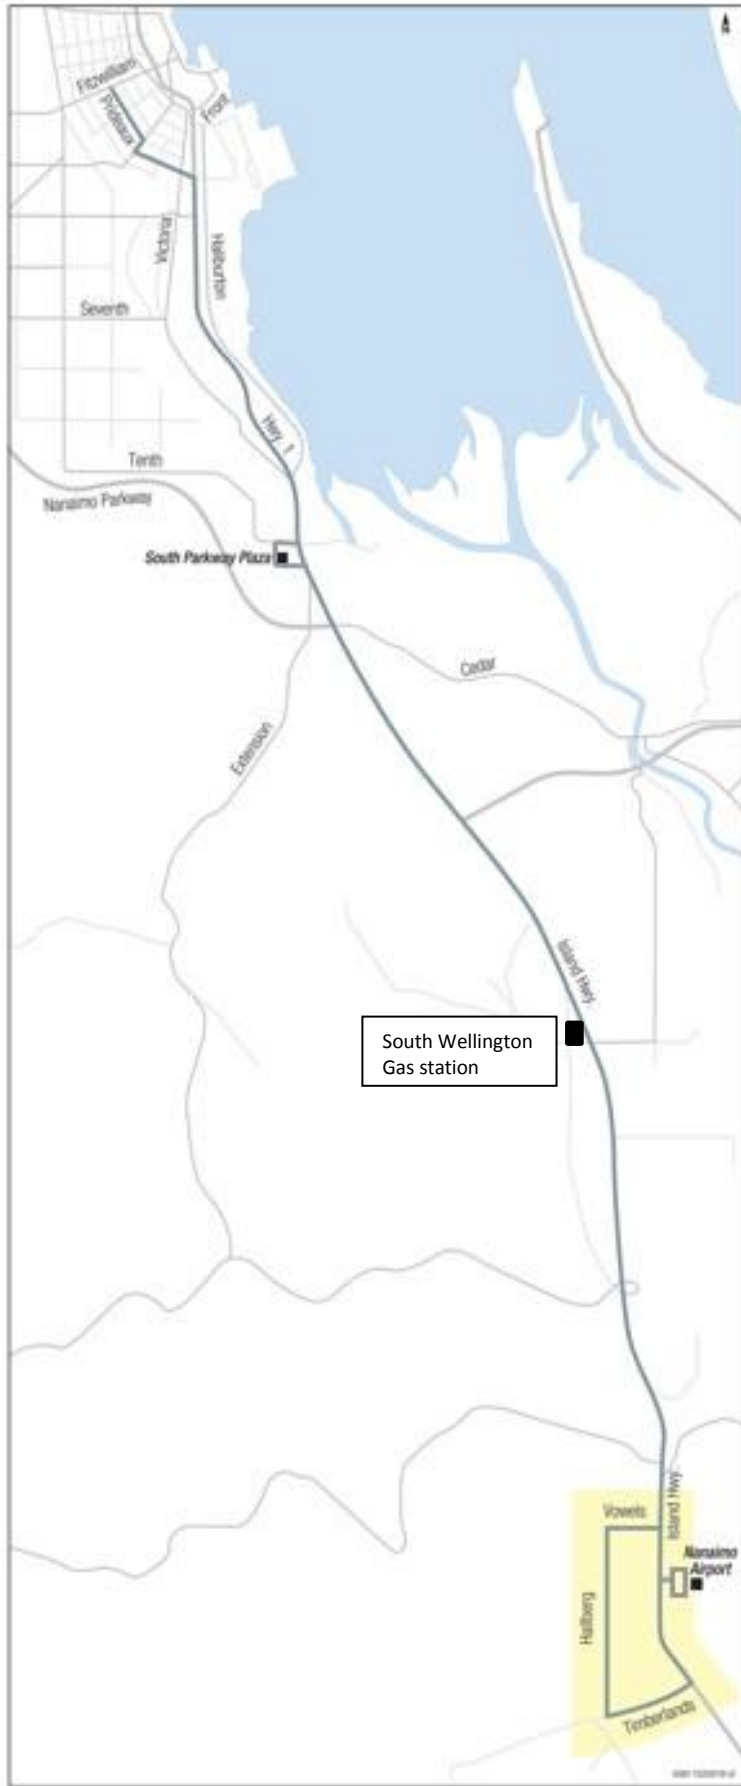 N
Fitzwilliam
Front
Prideaux
Victoria
Haliburton
Seventh
Hwy. 1
Tenth
Nanaimo Parkway
South Parkway Plaza
Cedar
Extension
Island Hwy.
South Wellington
Gas station
Island Hwy.
Vowels
Nanaimo
Airport
Hallberg
Timberlands